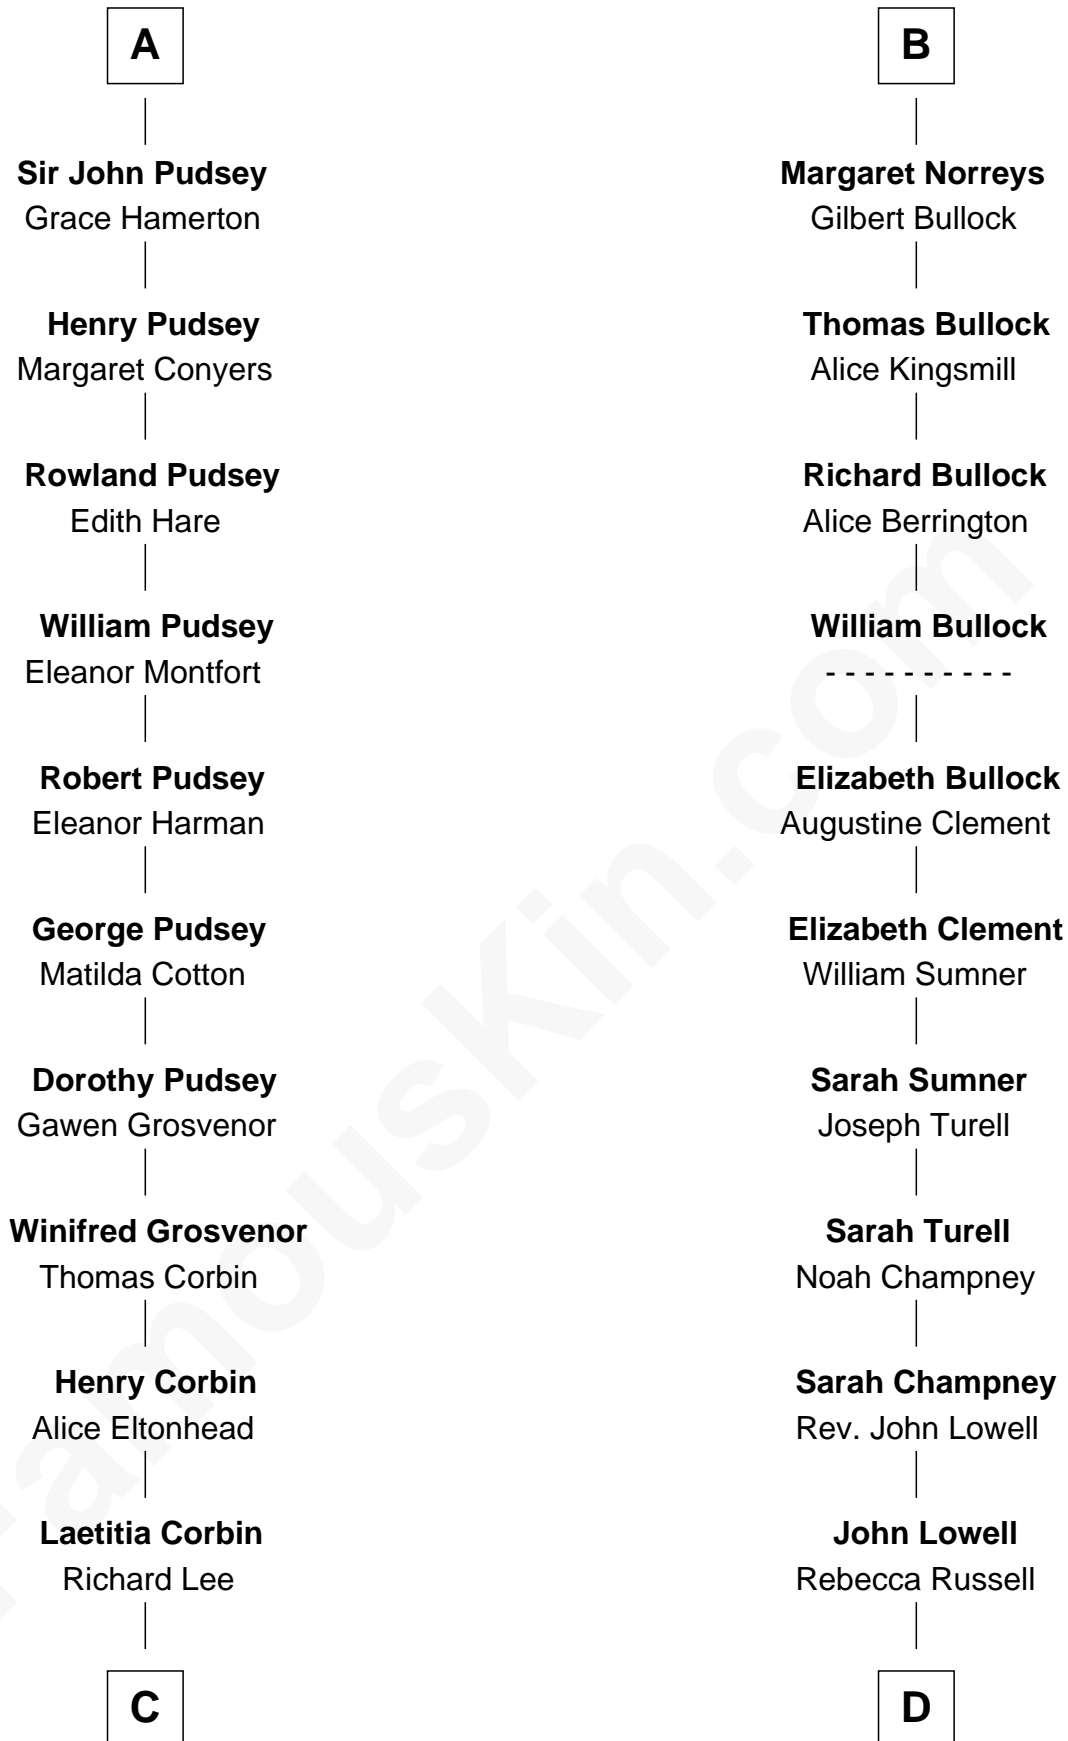 A
Sir John Pudsey
Grace Hamerton
Henry Pudsey
Margaret Conyers
Rowland Pudsey
Edith Hare
William Pudsey
Eleanor Montfort
Robert Pudsey
Eleanor Harman
George Pudsey
Matilda Cotton
Dorothy Pudsey
Gawen Grosvenor
Winifred Grosvenor
Thomas Corbin
Henry Corbin
Alice Eltonhead
Laetitia Corbin
Richard Lee
C
B
Margaret Norreys
Gilbert Bullock
Thomas Bullock
Alice Kingsmill
Richard Bullock
Alice Berrington
William Bullock
- - - - - - - - - -
Elizabeth Bullock
Augustine Clement
Elizabeth Clement
William Sumner
Sarah Sumner
Joseph Turell
Sarah Turell
Noah Champney
Sarah Champney
Rev. John Lowell
John Lowell
Rebecca Russell
D
FamousKin.com